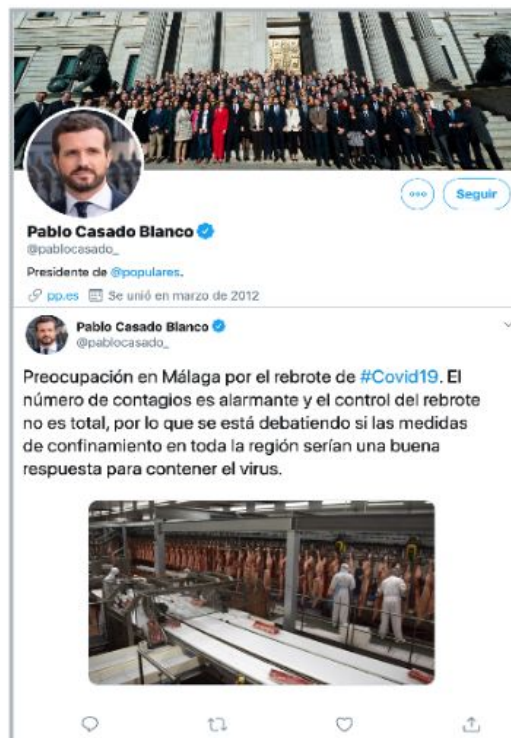 Seguir
Pablo Casado Blanco
@pablocasado_
Presidente de @populares.
pp.es Se unió en marzo de 2012
Pablo Casado Blanco
@pablocasado_
Preocupación en Málaga por el rebrote de #Covid19. El
número de contagios es alarmante y el control del rebrote
no es total, por lo que se está debatiendo si las medidas
de confinamiento en toda la región serían una buena
respuesta para contener el virus.